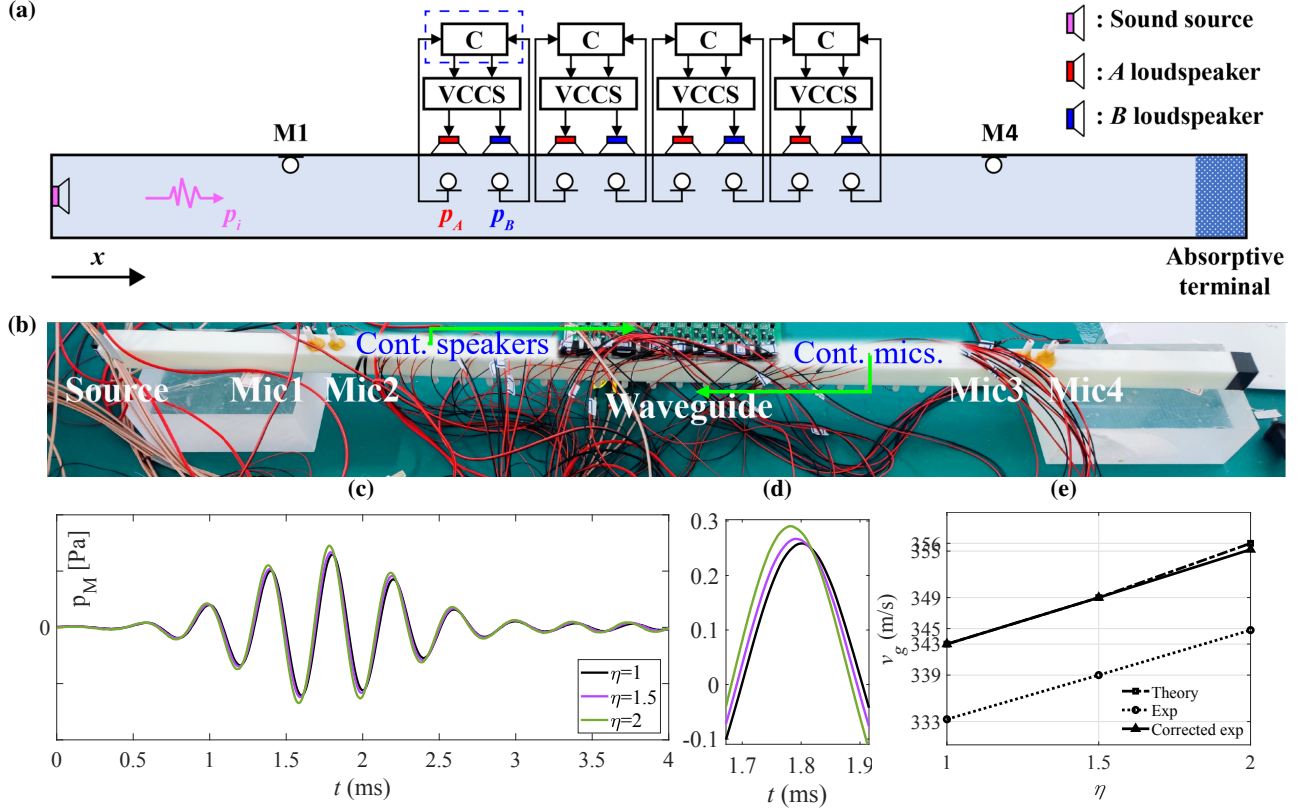 (a)
C C C C
VCCS VCCS VCCS VCCS
: Sound source
: A loudspeaker
: B loudspeaker
M1
M4
p_i
p_A p_B
x
Absorptive
terminal
(b)
Cont. speakers
Cont. mics.
Source Mic1 Mic2 Waveguide Mic3 Mic4
(c)
p_M [Pa]
0
η=1
η=1.5
η=2
0 0.5 1 1.5 2 2.5 3 3.5 4
t (ms)
(d)
0.3
0.2
0.1
0
-0.1
1.7 1.8 1.9
t (ms)
(e)
v_g (m/s)
356
355
349
345
343
339
333
Theory
Exp
Corrected exp
1 1.5 2
η